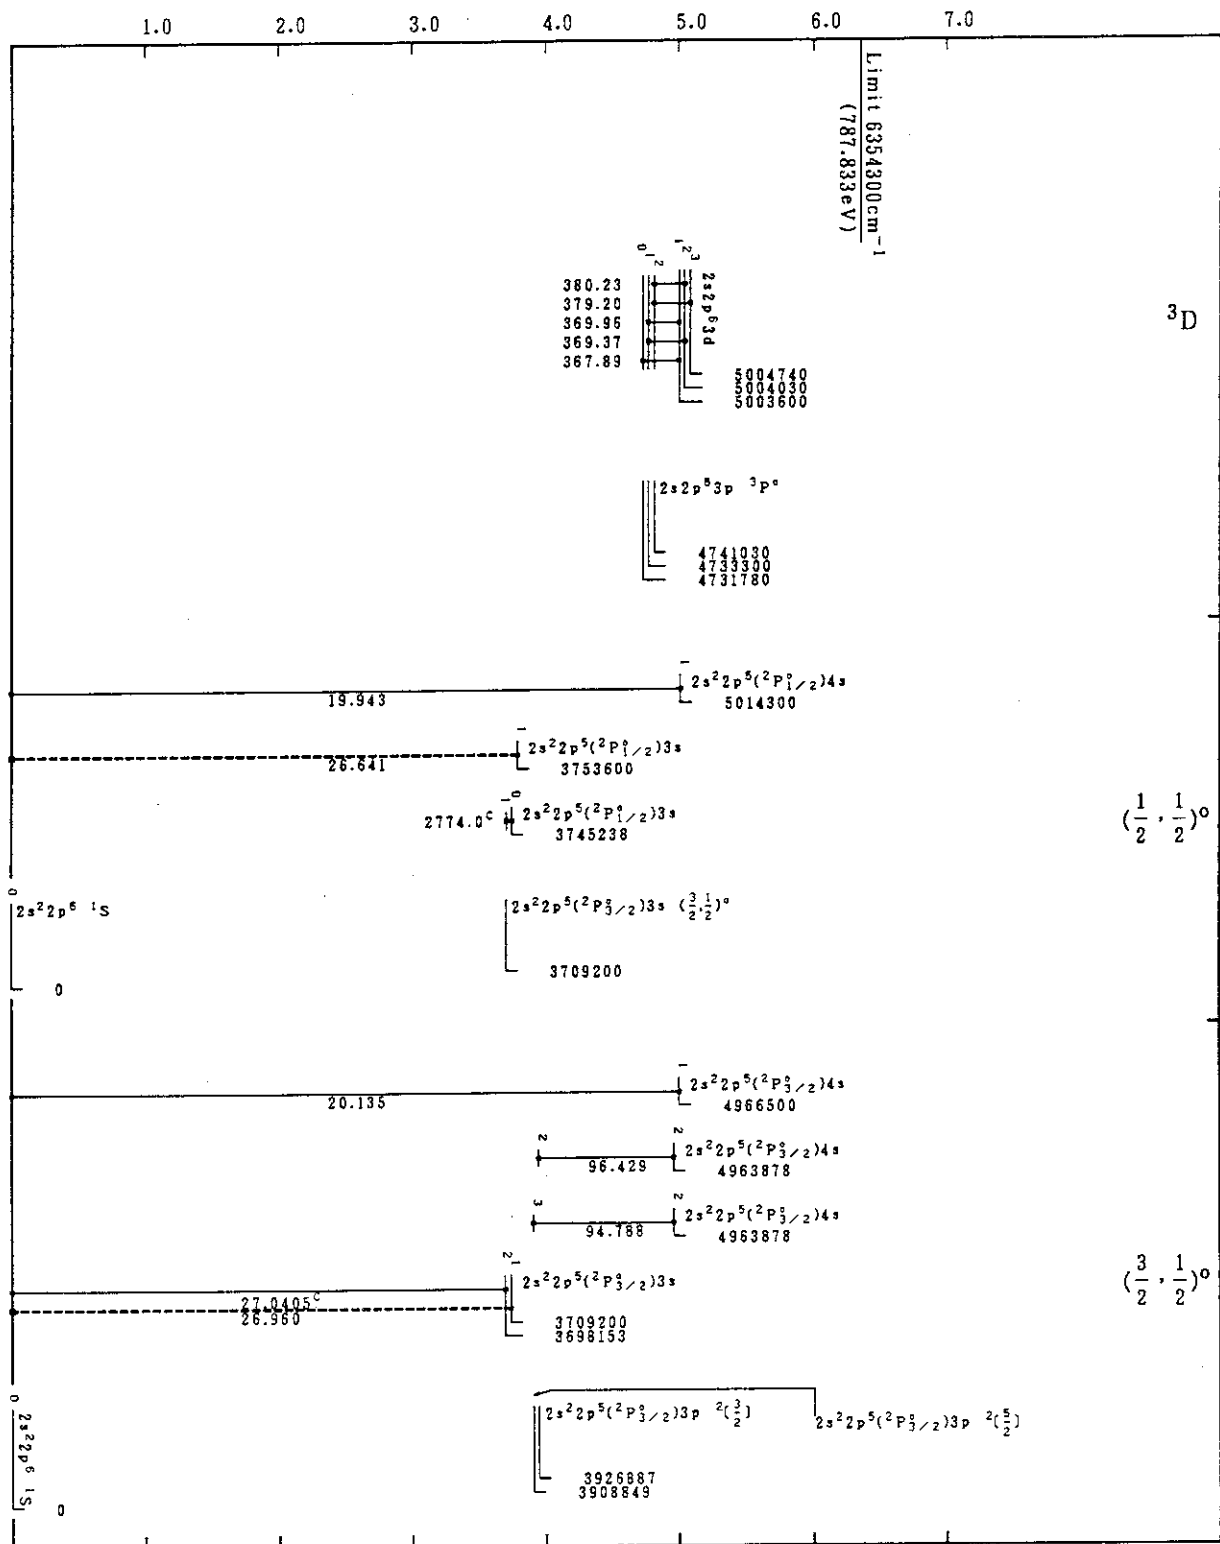 1.0 2.0 3.0 4.0 5.0 6.0 7.0
Limit 6354300cm⁻¹
(787.833eV)
0 1 2
1 2 3
2s2p⁶3d
380.23
379.20
369.96
369.37
367.89
³D
5004740
5004030
5003600
2s2p⁶3p ³P°
4741030
4733300
4731780
1
2s²2p⁵(²P°₁/₂)4s
19.943
5014300
1
2s²2p⁵(²P°₁/₂)3s
26.641
3753600
1 0
2774.0ᶜ
2s²2p⁵(²P°₁/₂)3s
3745238
(1/2, 1/2)°
0
2s²2p⁶ ¹S
2s²2p⁵(²P°₃/₂)3s (3/2,1/2)°
3709200
0
1
2s²2p⁵(²P°₃/₂)4s
20.135
4966500
2
2
2s²2p⁵(²P°₃/₂)4s
96.429
4963878
3
2
2s²2p⁵(²P°₃/₂)4s
94.788
4963878
2 1
2s²2p⁵(²P°₃/₂)3s
27.0405ᶜ
26.960
3709200
3698153
(3/2, 1/2)°
0
2s²2p⁶ ¹S
2s²2p⁵(²P°₃/₂)3p ²[3/2]
2s²2p⁵(²P°₃/₂)3p ²[5/2]
3926887
3908849
0